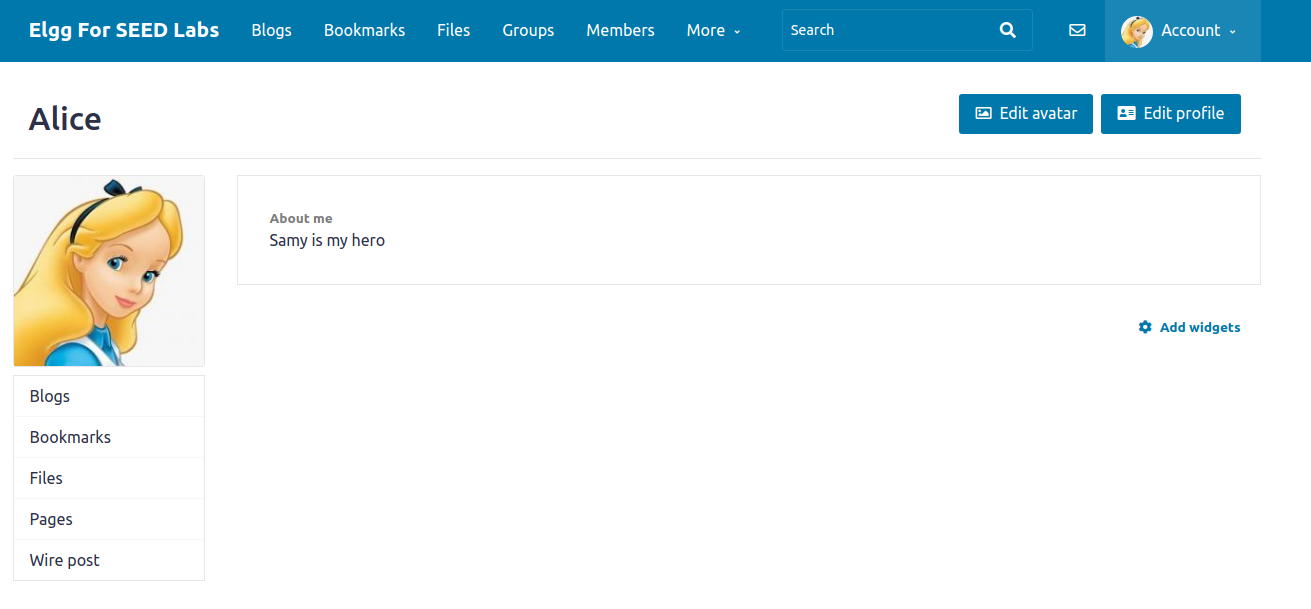 Elgg For SEED Labs Blogs Bookmarks Files Groups Members More Search Account
Alice Edit avatar Edit profile
About me
Samy is my hero
Add widgets
Blogs
Bookmarks
Files
Pages
Wire post